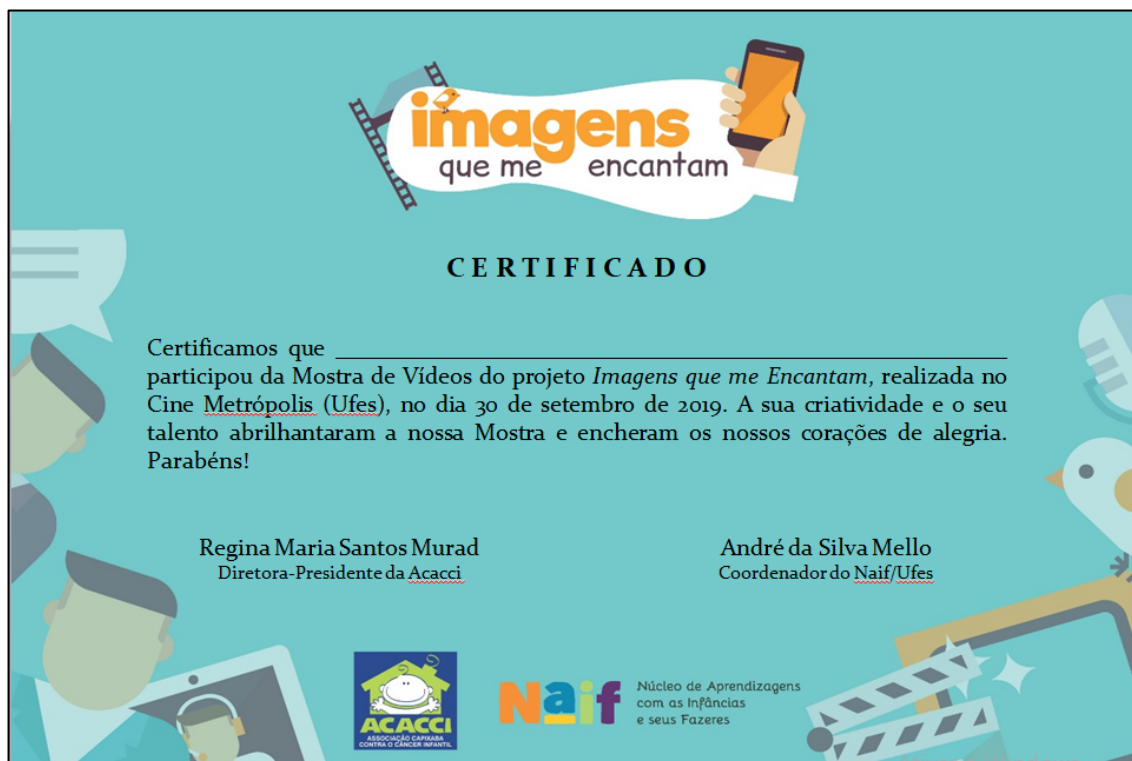 imagens
que me encantam
CERTIFICADO
Certificamos que
participou da Mostra de Vídeos do projeto Imagens que me Encantam, realizada no
Cine Metrópolis (Ufes), no dia 30 de setembro de 2019. A sua criatividade e o seu
talento abrilhantaram a nossa Mostra e encheram os nossos corações de alegria.
Parabéns!
Regina Maria Santos Murad
Diretora-Presidente da Acacci
André da Silva Mello
Coordenador do Naif/Ufes
ACACCI
ASSOCIAÇÃO CAPIXABA
CONTRA O CÂNCER INFANTIL
Naif
Núcleo de Aprendizagens
com as Infâncias
e seus Fazeres